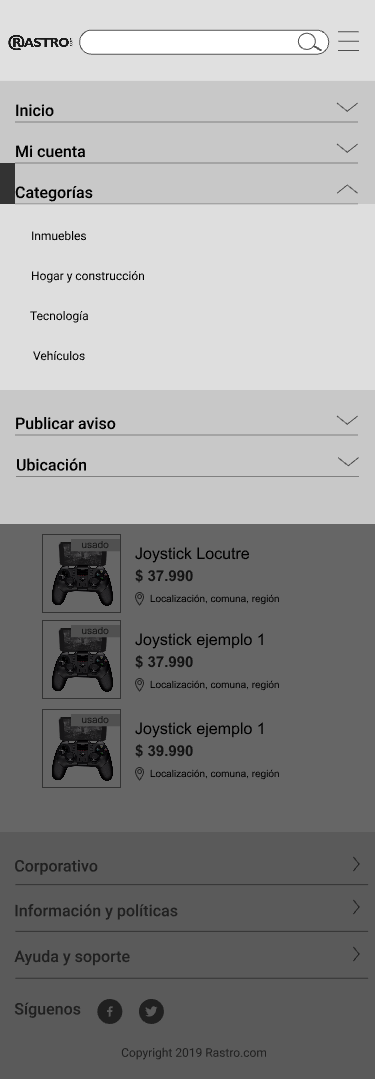 RASTRO
Inicio
Mi cuenta
Categorías
Inmuebles
Hogar y construcción
Tecnología
Vehículos
Publicar aviso
Ubicación
usado
Joystick Locutre
$ 37.990
Localización, comuna, región
usado
Joystick ejemplo 1
$ 37.990
Localización, comuna, región
usado
Joystick ejemplo 1
$ 39.990
Localización, comuna, región
Corporativo
Información y políticas
Ayuda y soporte
Síguenos
Copyright 2019 Rastro.com